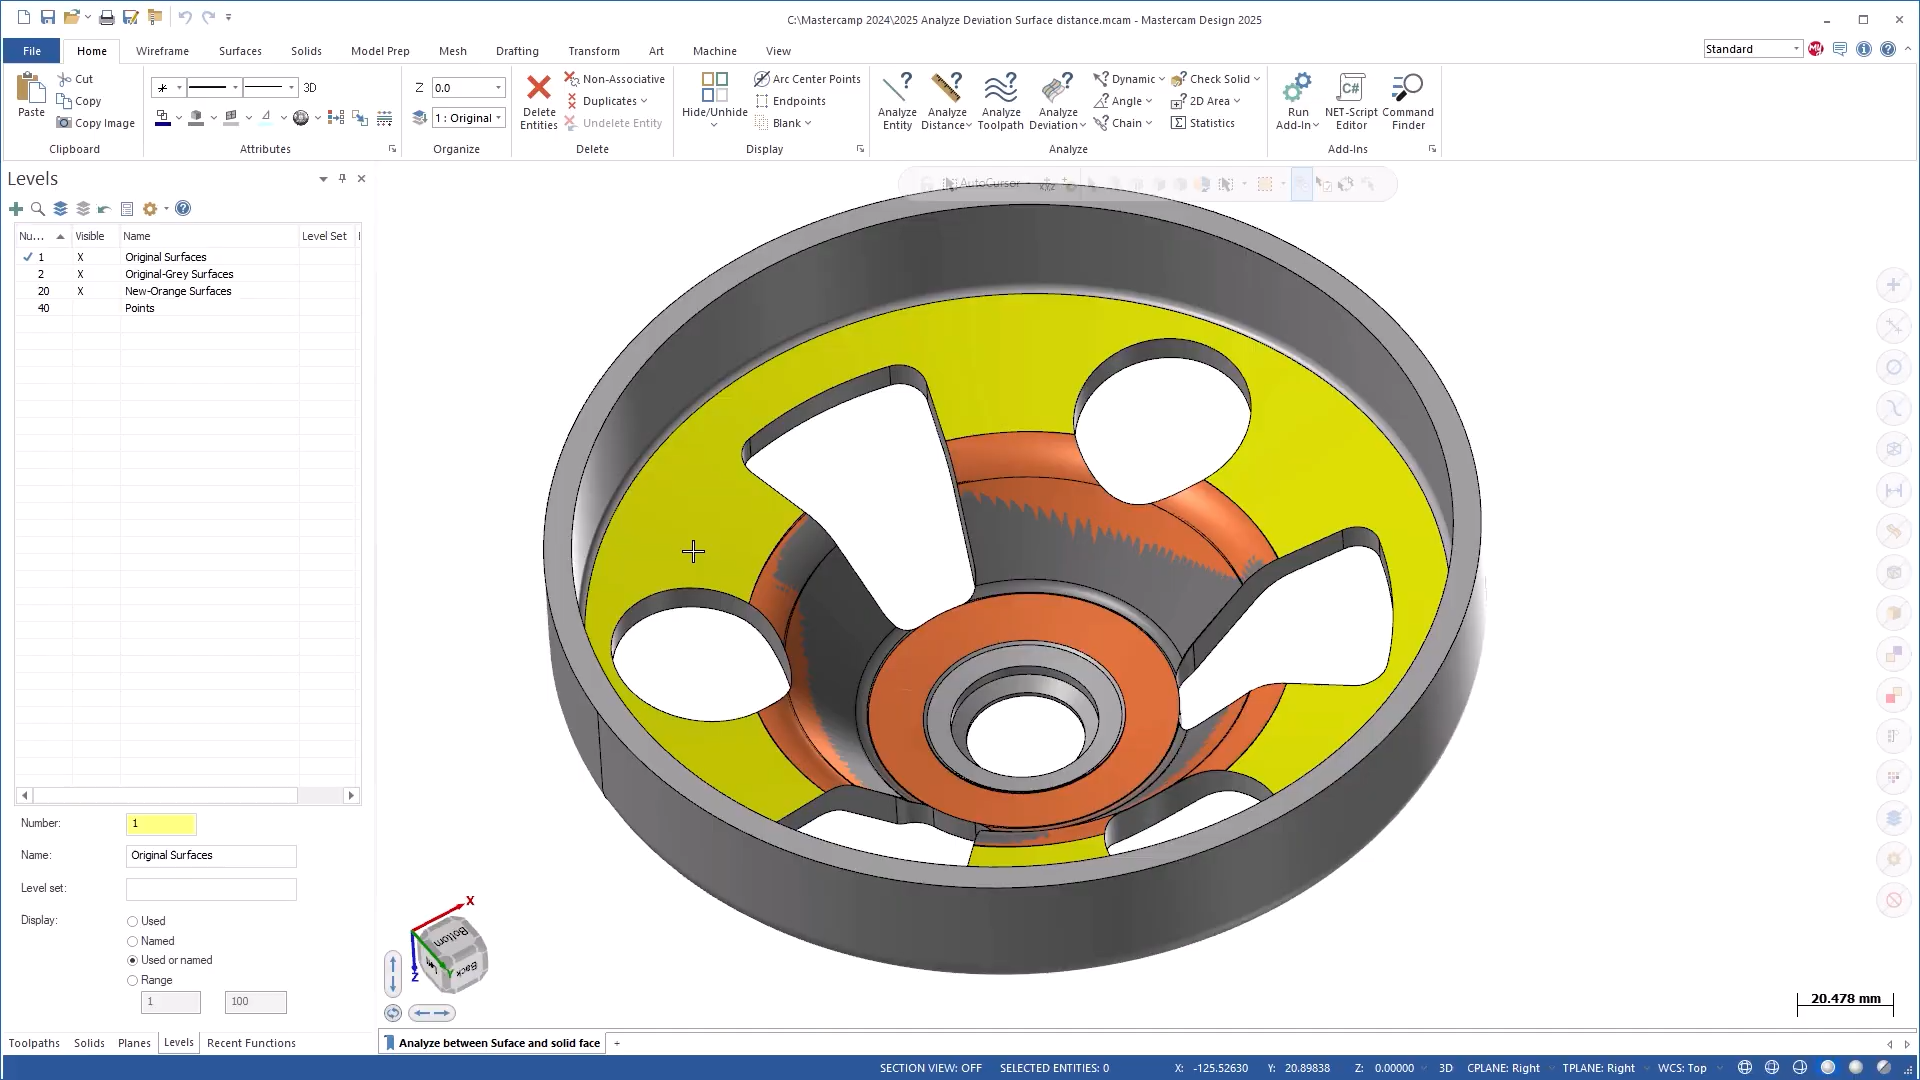 C:\Mastercamp 2024\2025 Analyze Deviation Surface distance.mcam - Mastercam Design 2025
File Home Wireframe Surfaces Solids Model Prep Mesh Drafting Transform Art Machine View Standard
Paste
Cut
Copy
Copy Image
Clipboard
3D
Attributes
Z 0.0
1 : Original
Organize
Delete
Entities
Non-Associative
Duplicates
Undelete Entity
Delete
Hide/Unhide
Arc Center Points
Endpoints
Blank
Display
Analyze
Entity
Analyze
Distance
Analyze
Toolpath
Analyze
Deviation
Dynamic
Angle
Chain
Check Solid
2D Area
Statistics
Analyze
Run
Add-In
C#
NET-Script
Editor
Command
Finder
Add-Ins
Levels
AutoCursor
Nu... Visible Name Level Set
1 X Original Surfaces
2 X Original-Grey Surfaces
20 X New-Orange Surfaces
40 Points
Number: 1
Name: Original Surfaces
Level set:
Display: Used
Named
Used or named
Range
1 100
X
Y
Z
Bottom
Back
Left
20.478 mm
Toolpaths Solids Planes Levels Recent Functions
Analyze between Suface and solid face +
SECTION VIEW: OFF SELECTED ENTITIES: 0 X: -125.52630 Y: 20.89838 Z: 0.00000 3D CPLANE: Right TPLANE: Right WCS: Top